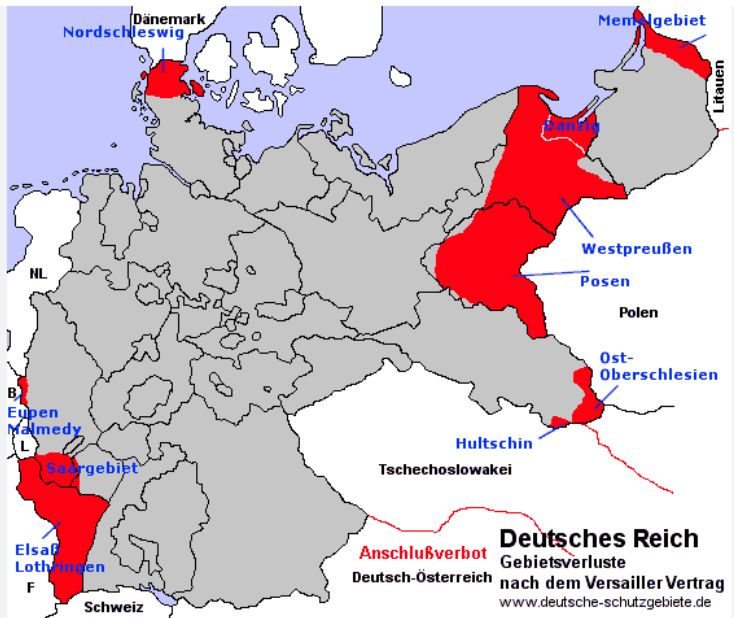 Dänemark
Nordschleswig
Memelgebiet
Litauen
Danzig
Westpreußen
NL
Posen
Polen
Ost-
Oberschlesien
B
Eupen
Malmedy
L
Hultschin
Saargebiet
Tschechoslowakei
Elsaß
Lothringen
F
Schweiz
Anschlußverbot
Deutsch-Österreich
Deutsches Reich
Gebietsverluste
nach dem Versailler Vertrag
www.deutsche-schutzgebiete.de